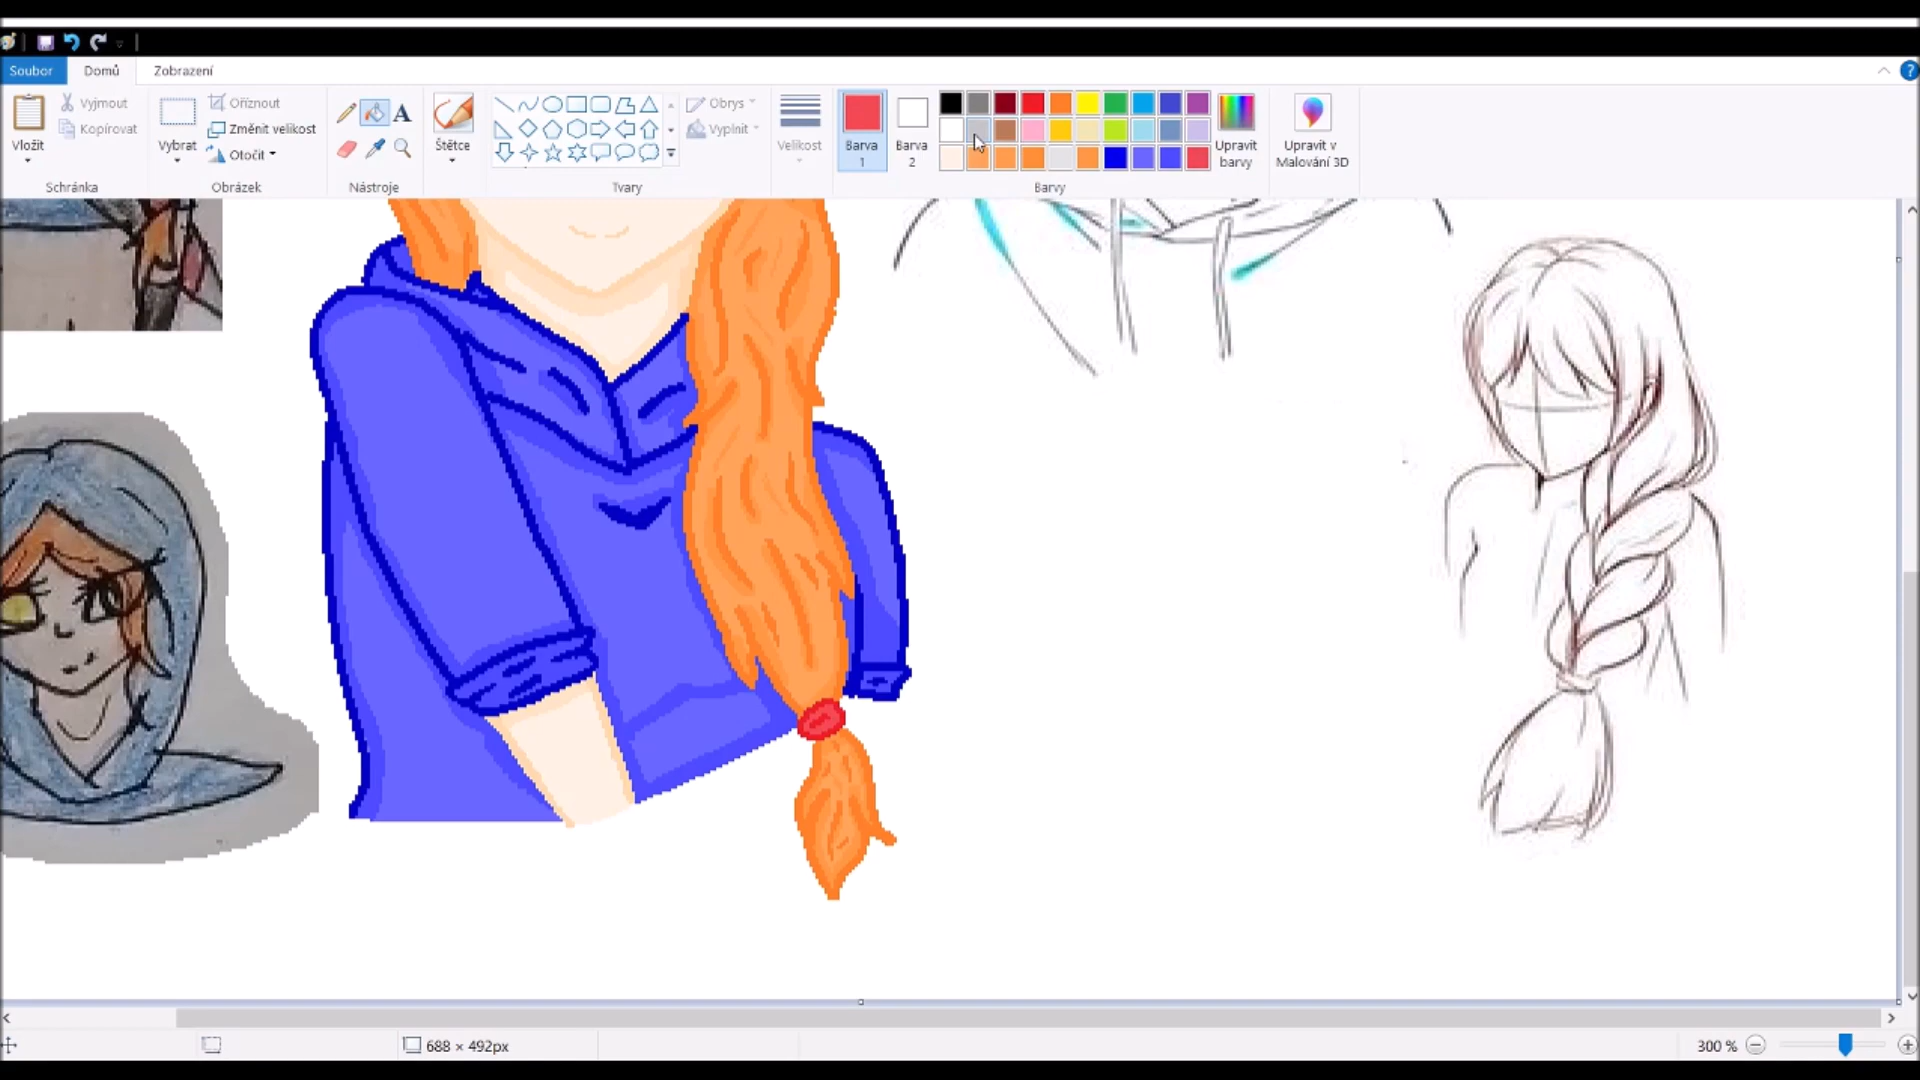 Soubor Domů Zobrazení ?
Vyjmout Oříznout Obrys
Kopírovat Změnit velikost A Vyplnit
Vložit Vybrat Otočit Štětce Velikost Barva 1 Barva 2 Upravit barvy Upravit v Malování 3D
Schránka Obrázek Nástroje Tvary Barvy
688 × 492px 300 %